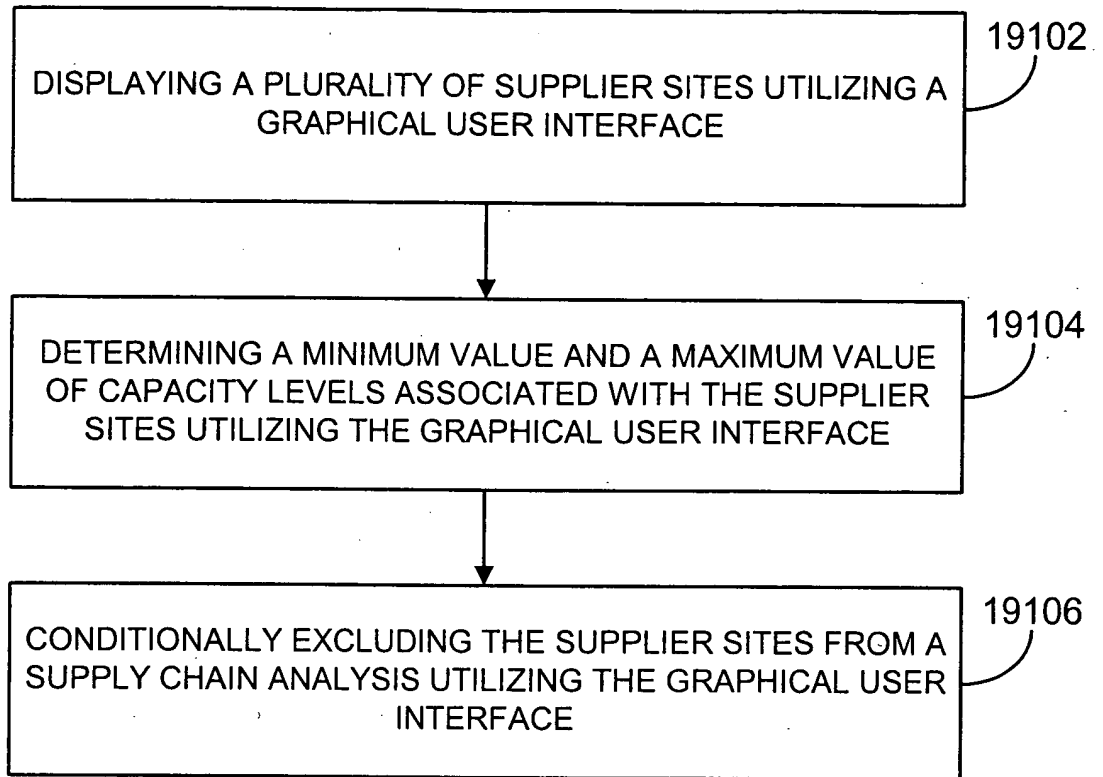 19102
DISPLAYING A PLURALITY OF SUPPLIER SITES UTILIZING A
GRAPHICAL USER INTERFACE
19104
DETERMINING A MINIMUM VALUE AND A MAXIMUM VALUE
OF CAPACITY LEVELS ASSOCIATED WITH THE SUPPLIER
SITES UTILIZING THE GRAPHICAL USER INTERFACE
19106
CONDITIONALLY EXCLUDING THE SUPPLIER SITES FROM A
SUPPLY CHAIN ANALYSIS UTILIZING THE GRAPHICAL USER
INTERFACE